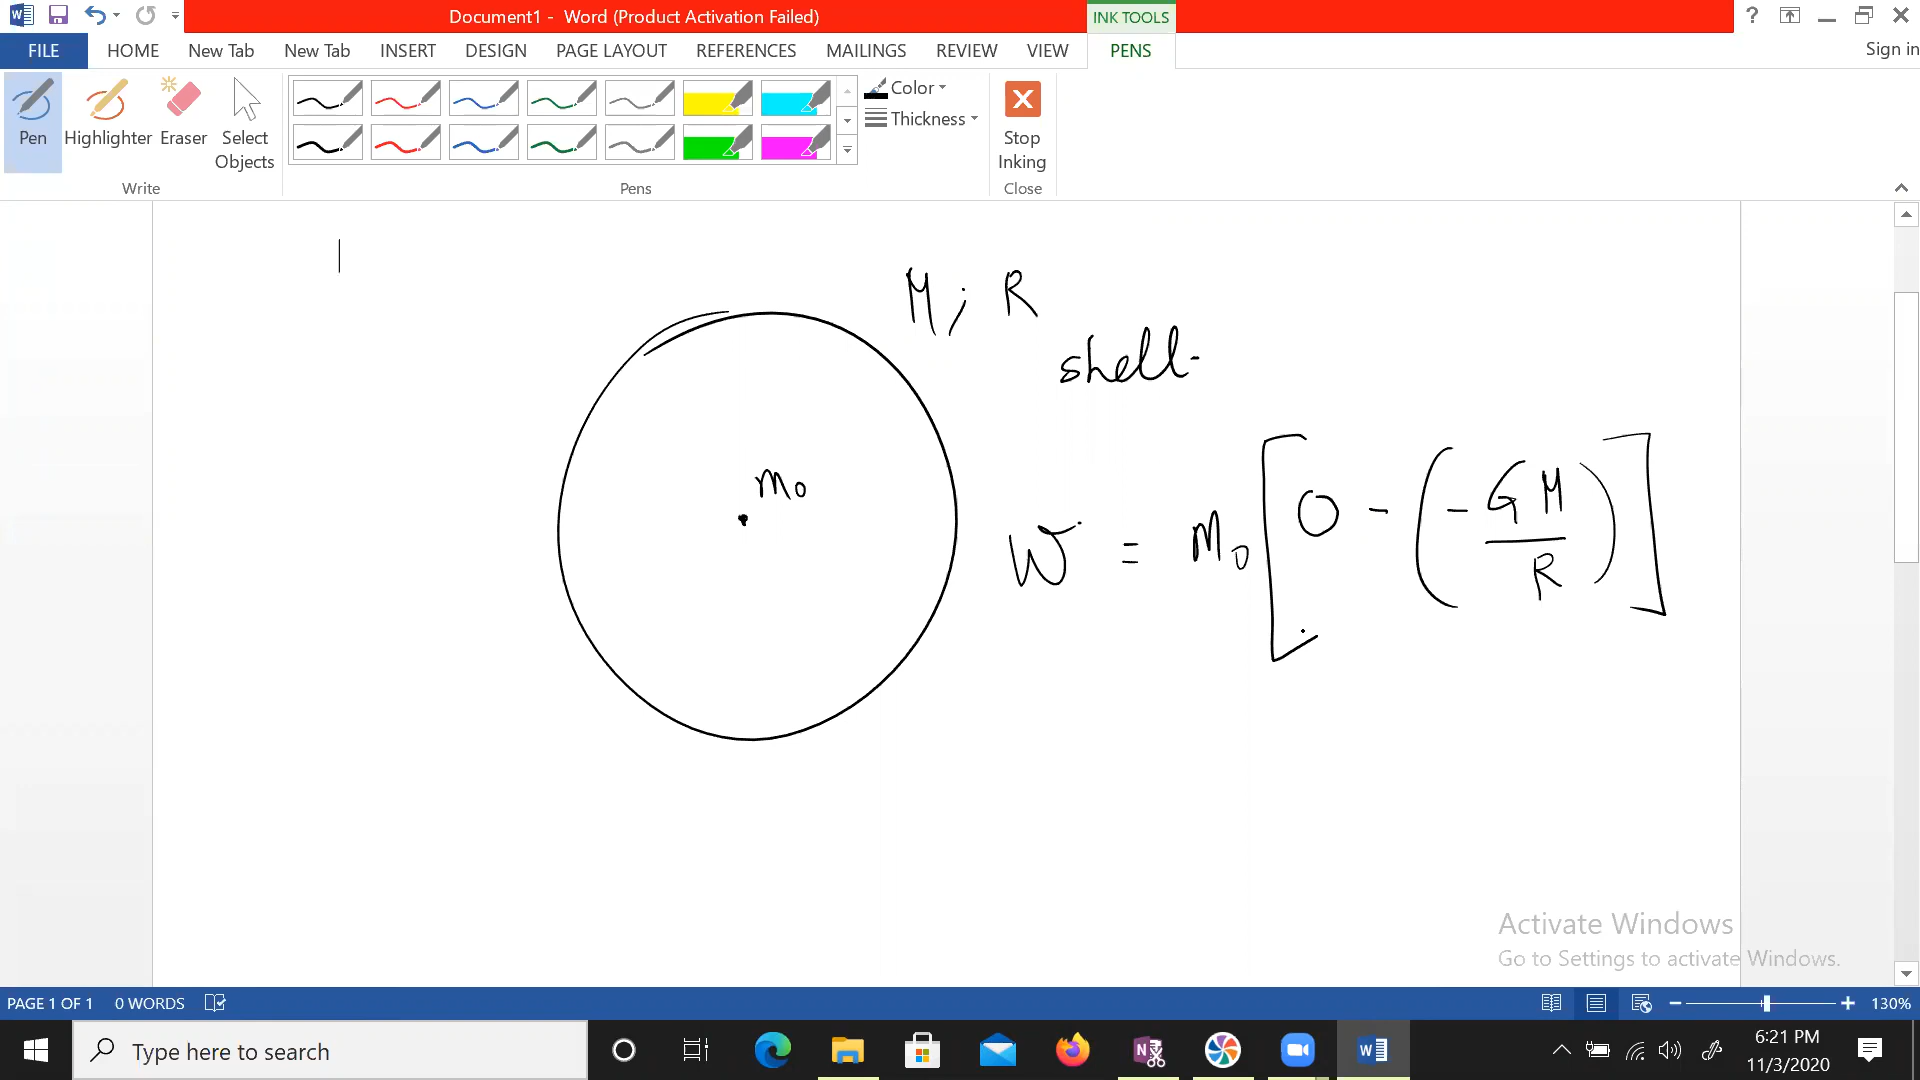 Document1 - Word (Product Activation Failed)
INK TOOLS
?
FILE HOME New Tab New Tab INSERT DESIGN PAGE LAYOUT REFERENCES MAILINGS REVIEW VIEW PENS Sign in
Pen Highlighter Eraser Select Objects
Color
Thickness
Stop Inking
Write Pens Close
M ; R
shell-
m₀
W = m₀ [ 0 - ( - GM / R ) ]
Activate Windows
Go to Settings to activate Windows.
PAGE 1 OF 1 0 WORDS 130%
Type here to search
6:21 PM
11/3/2020